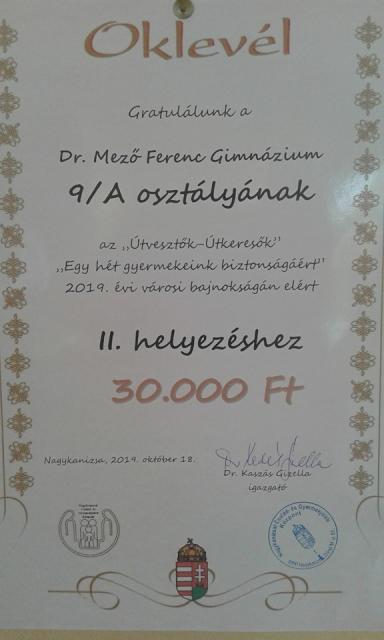 Oklevél
Gratulálunk a
Dr. Mező Ferenc Gimnázium
9/A osztályának
az „Útvesztők-Útkeresők”
„Egy hét gyermekeink biztonságáért”
2019. évi városi bajnokságán elért
II. helyezéshez
30.000 Ft
Nagykanizsa, 2019. október 18.
Dr. Kaszás Gizella
igazgató